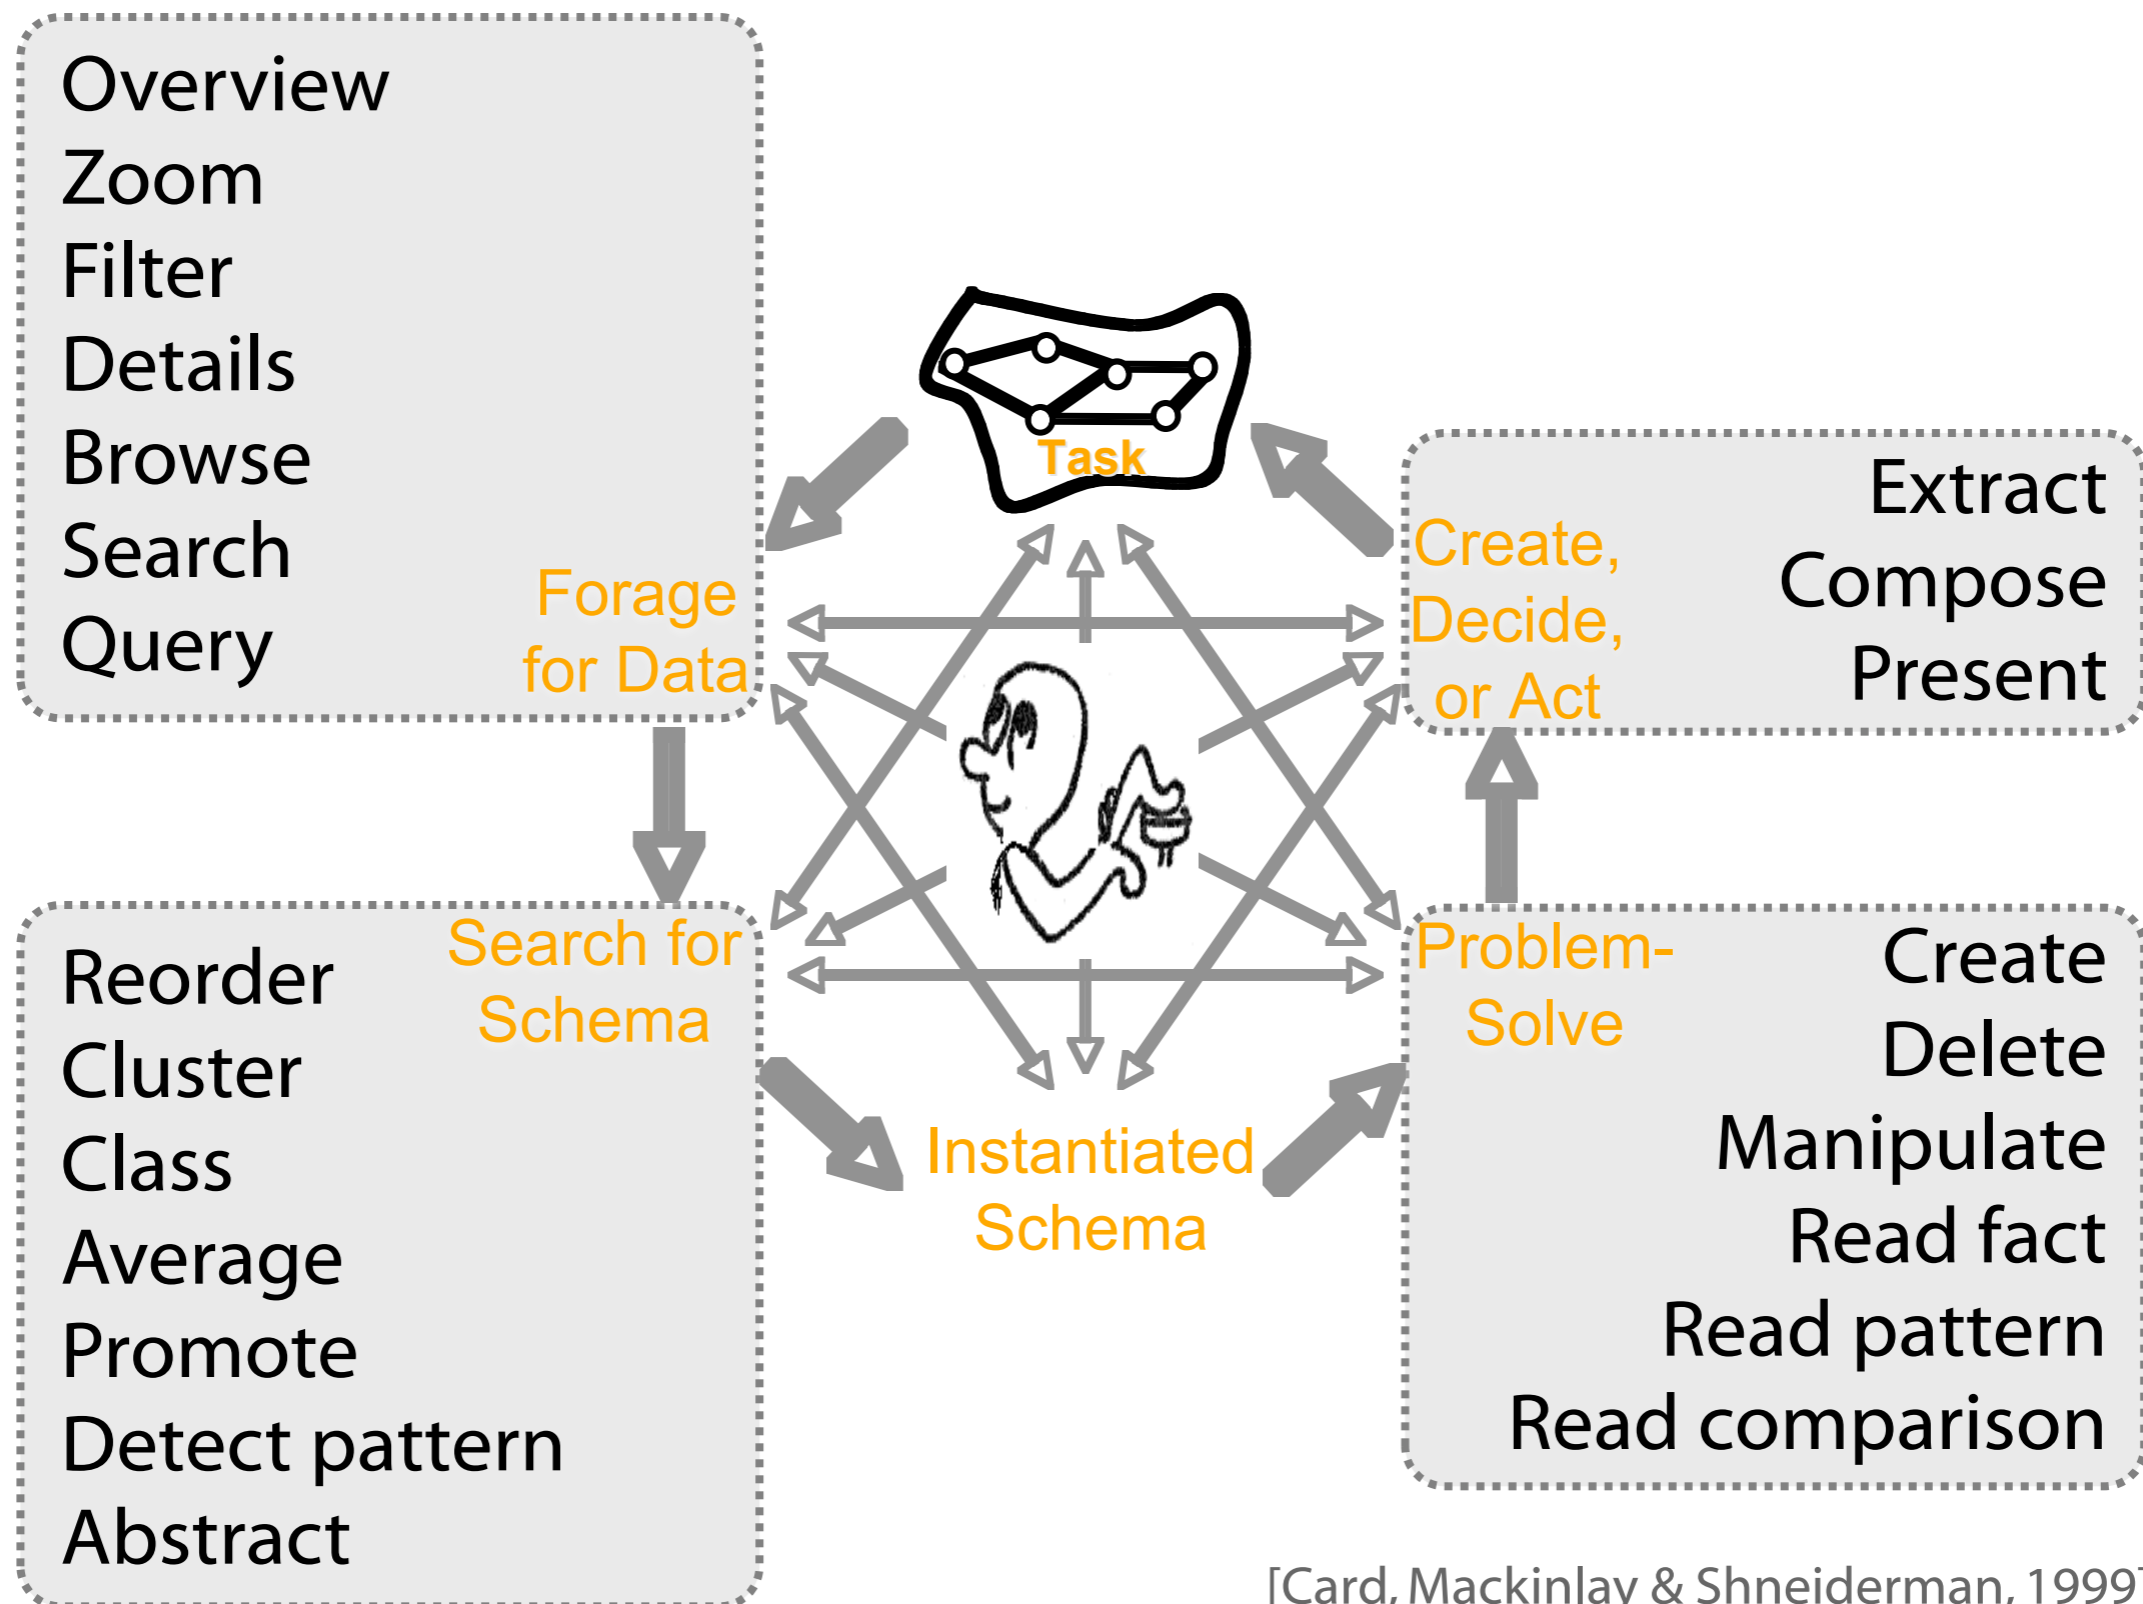 Overview
Zoom
Filter
Details
Browse
Search
Query
Forage
for Data
Task
Extract
Compose
Present
Create,
Decide,
or Act
Reorder
Cluster
Class
Average
Promote
Detect pattern
Abstract
Search for
Schema
Instantiated
Schema
Problem-
Solve
Create
Delete
Manipulate
Read fact
Read pattern
Read comparison
[Card, Mackinlay & Shneiderman, 1999]